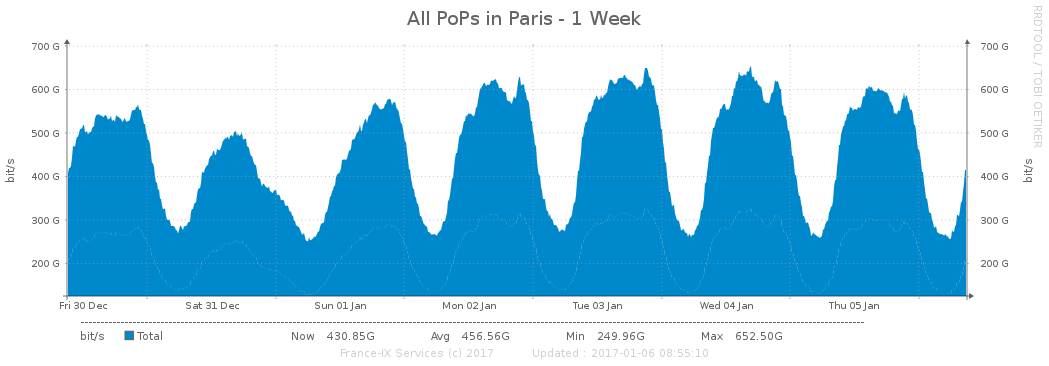 All PoPs in Paris - 1 Week
RRDTOOL / TOBI OETIKER
700 G 700 G
600 G 600 G
500 G 500 G
400 G 400 G
300 G 300 G
200 G 200 G
bit/s bit/s
Fri 30 Dec Sat 31 Dec Sun 01 Jan Mon 02 Jan Tue 03 Jan Wed 04 Jan Thu 05 Jan
bit/s Total Now 430.85G Avg 456.56G Min 249.96G Max 652.50G
France-IX Services (c) 2017 Updated : 2017-01-06 08:55:10